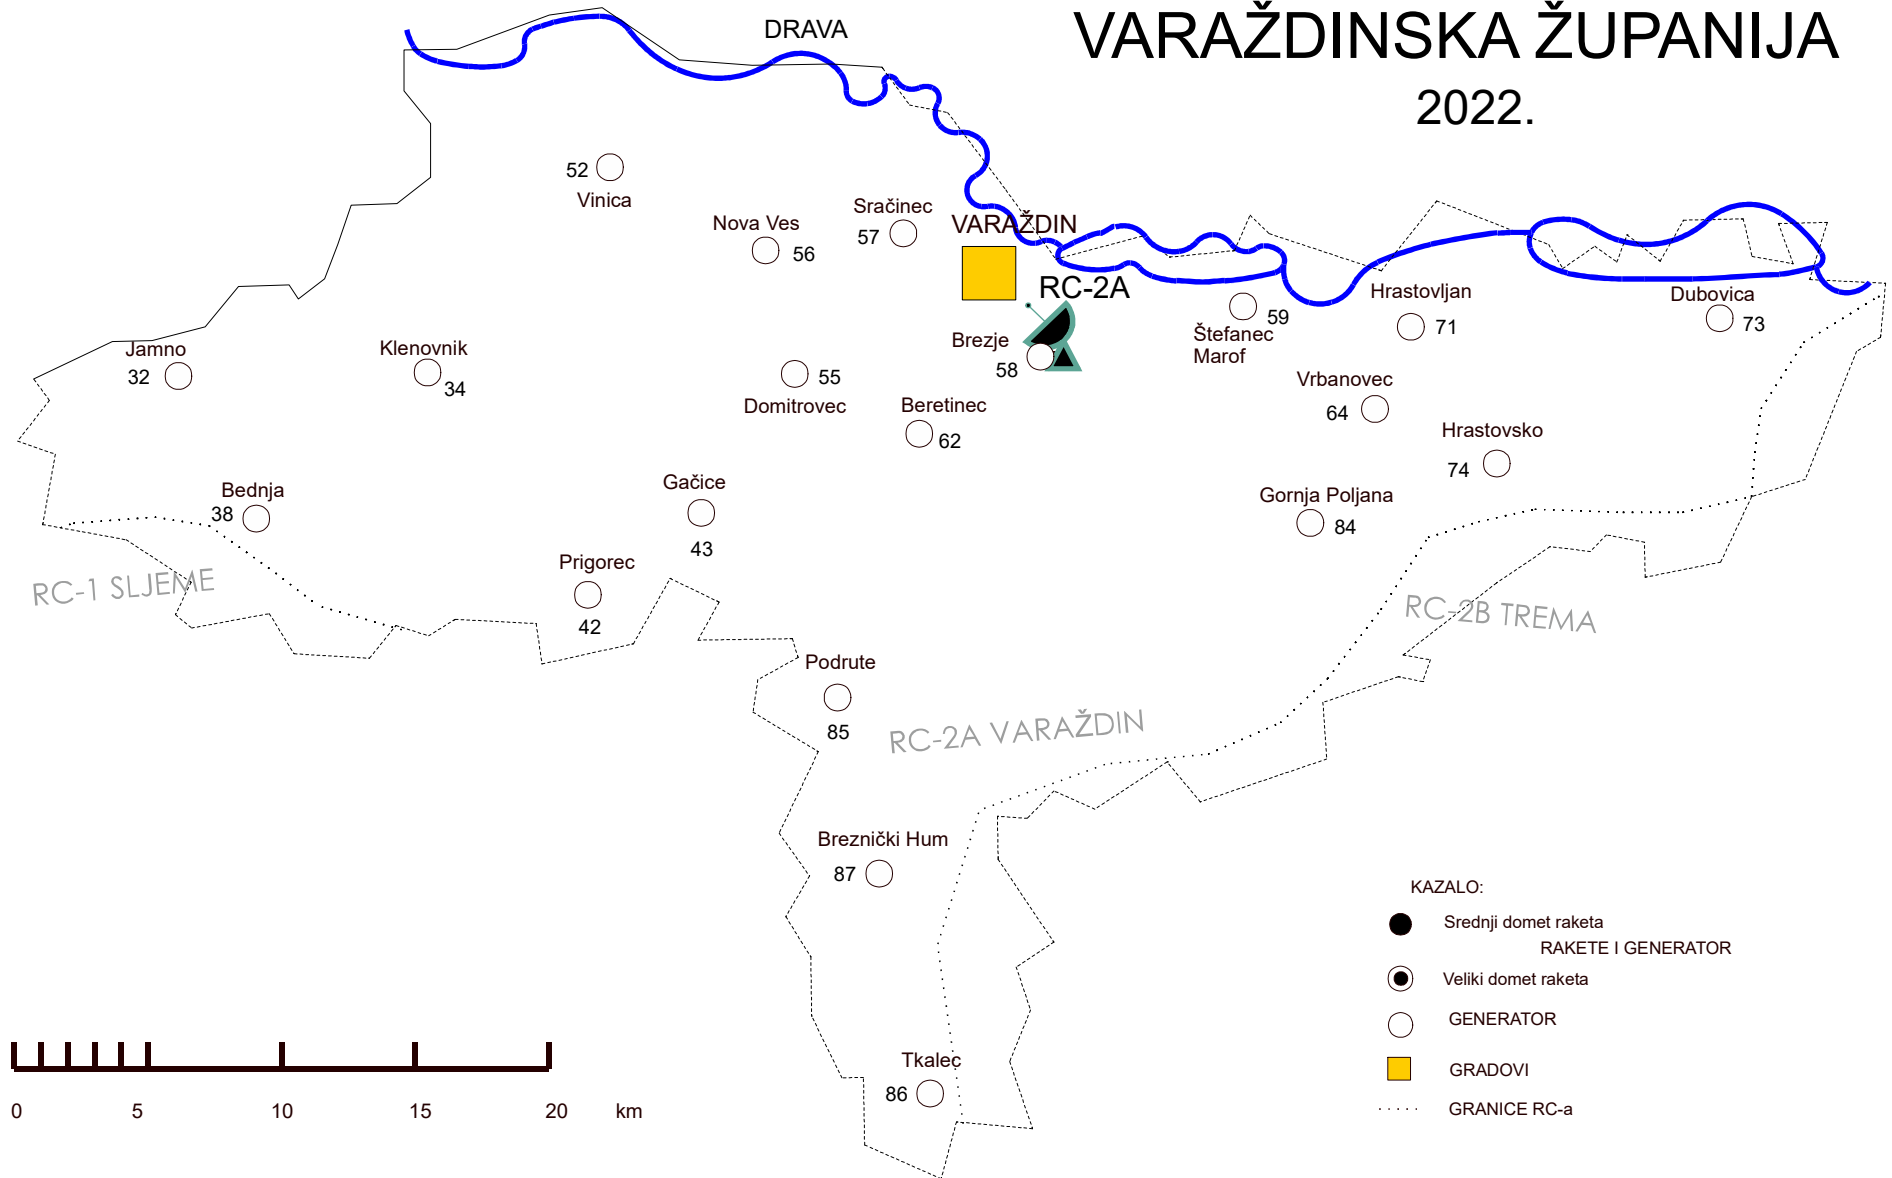 VARAŽDINSKA ŽUPANIJA
2022.
DRAVA
52
Vinica
Nova Ves
56
Sračinec
57
VARAŽDIN
RC-2A
Brezje
58
Štefanec
Marof
59
Hrastovljan
71
Dubovica
73
Jamno
32
Klenovnik
34
55
Domitrovec
Beretinec
62
Vrbanovec
64
Hrastovsko
74
Bednja
38
Gačice
43
Gornja Poljana
84
Prigorec
42
RC-1 SLJEME
RC-2B TREMA
Podrute
85
RC-2A VARAŽDIN
Breznički Hum
87
Tkalec
86
KAZALO:
Srednji domet raketa
RAKETE I GENERATOR
Veliki domet raketa
GENERATOR
GRADOVI
GRANICE RC-a
0 5 10 15 20 km